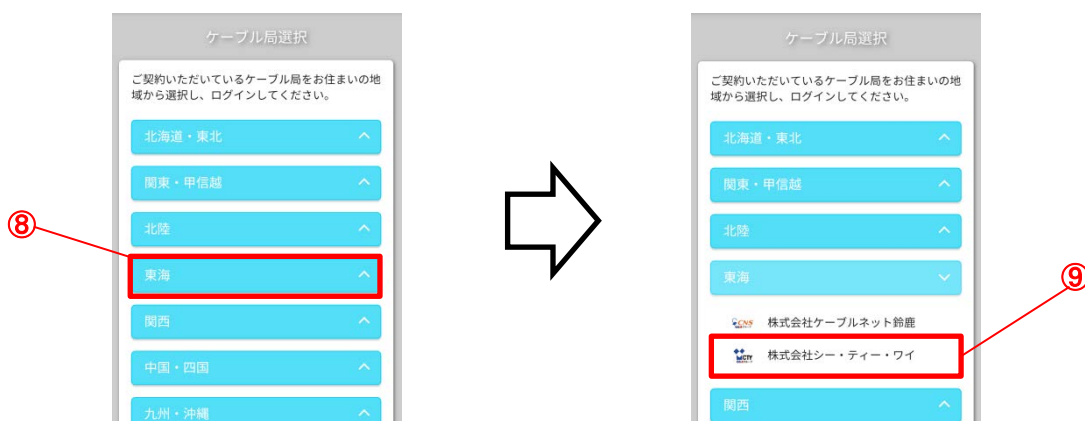 ケーブル局選択
ご契約いただいているケーブル局をお住まいの地
域から選択し、ログインしてください。
北海道・東北
関東・甲信越
北陸
⑧
東海
関西
中国・四国
九州・沖縄
ケーブル局選択
ご契約いただいているケーブル局をお住まいの地
域から選択し、ログインしてください。
北海道・東北
関東・甲信越
北陸
東海
⑨
CNS 株式会社ケーブルネット鈴鹿
CTY 株式会社シー・ティー・ワイ
関西